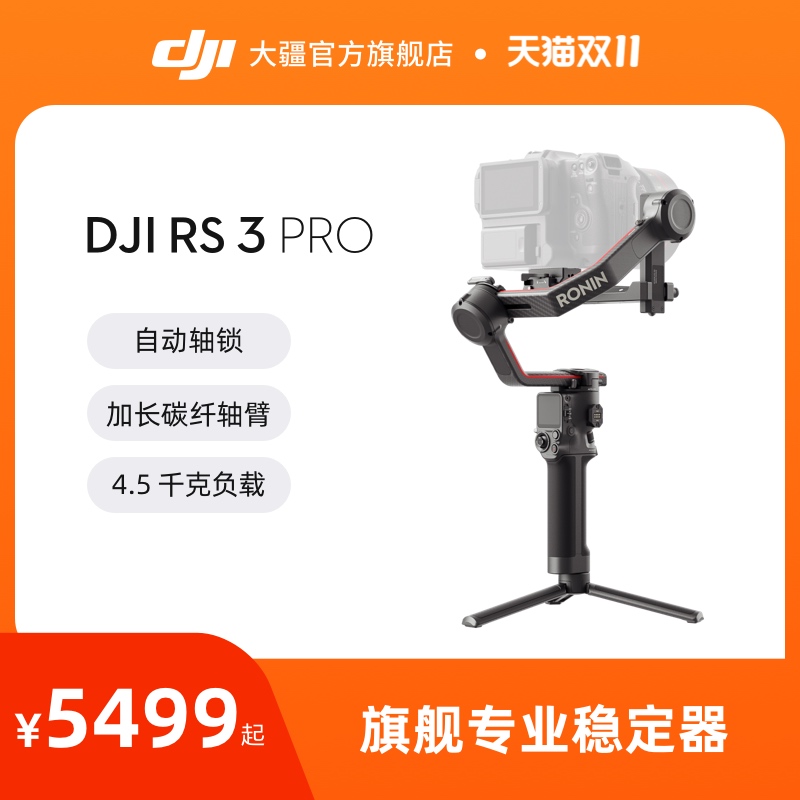 dji 大疆官方旗舰店 • 天猫双11
DJI RS 3 PRO
自动轴锁
加长碳纤轴臂
4.5 千克负载
RONIN
¥5499起
旗舰专业稳定器